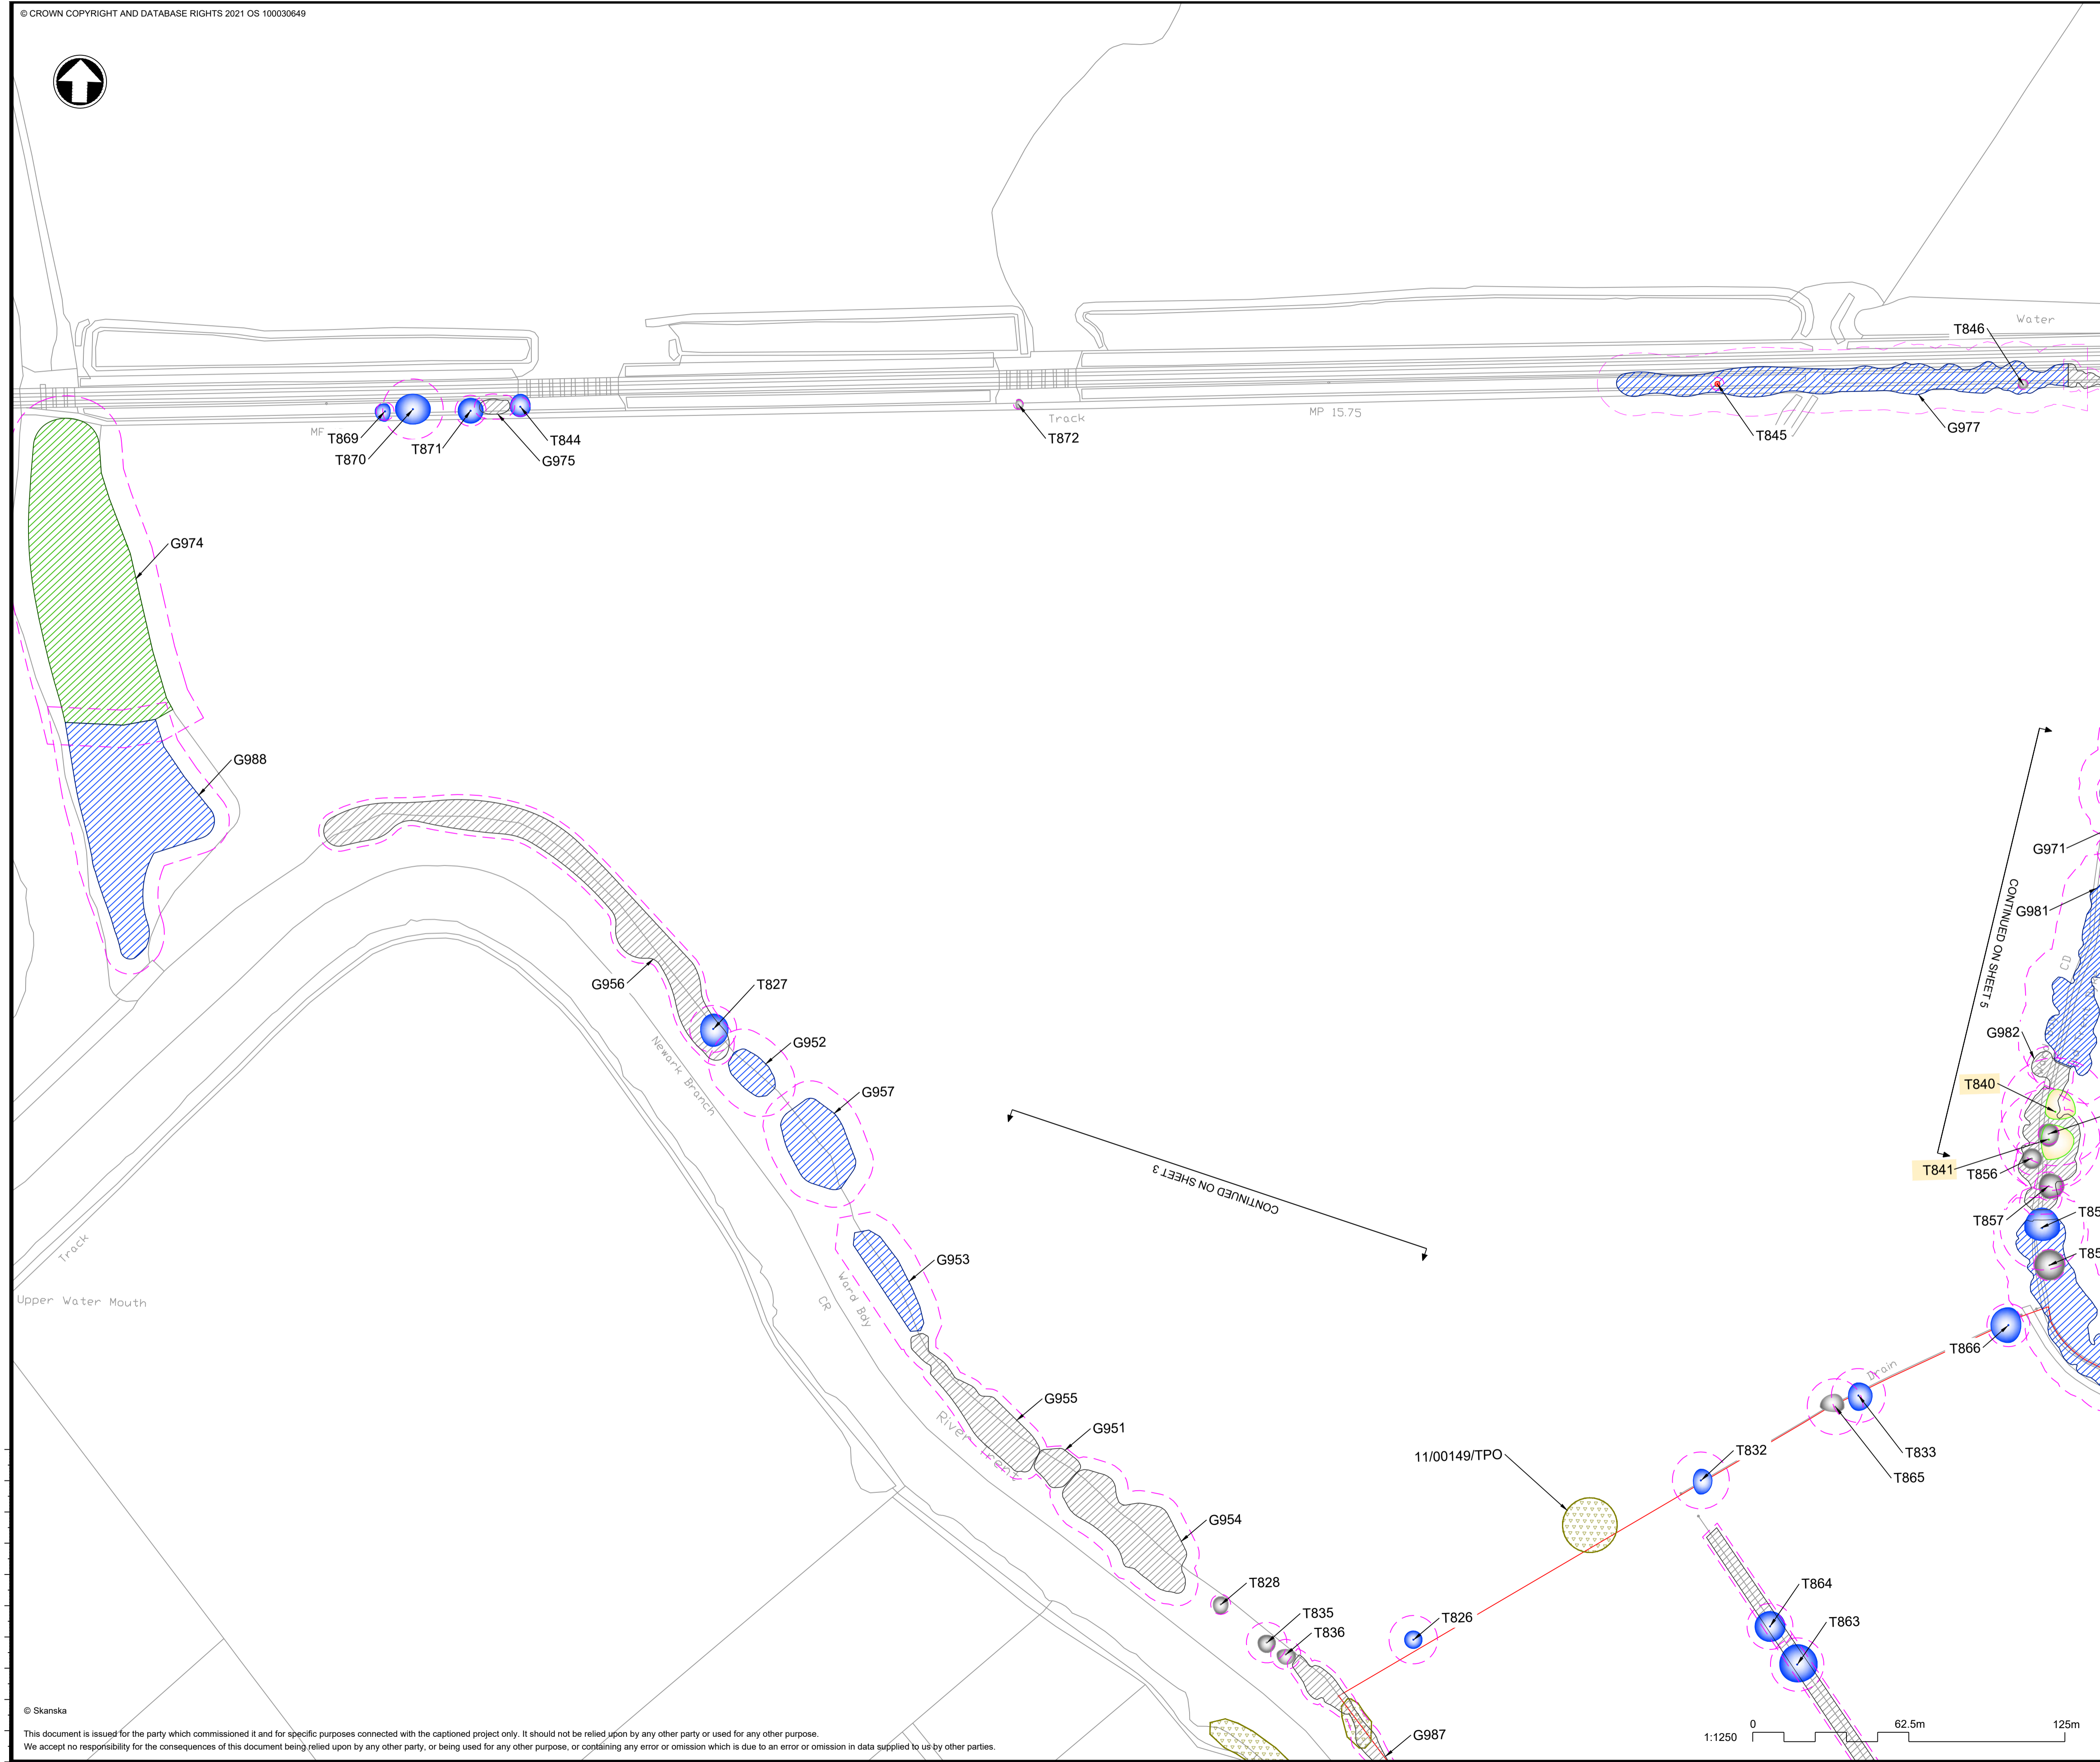 © CROWN COPYRIGHT AND DATABASE RIGHTS 2021 OS 100030649
Water
T846
T869
T870
T871
T844
G975
MF
Track
T872
MP 15.75
T845
G977
G974
G988
G971
G981
CONTINUED ON SHEET 5
CD
G956
T827
G952
G982
Newark Branch
G957
T840
CONTINUED ON SHEET 3
T841
T856
T857
Track
Upper Water Mouth
G953
Ward Bdy
CR
T866
Drain
G955
River Trent
G951
11/00149/TPO
T832
T833
T865
G954
T828
T864
T835
T836
T826
T863
G987
© Skanska
This document is issued for the party which commissioned it and for specific purposes connected with the captioned project only. It should not be relied upon by any other party or used for any other purpose.
We accept no responsibility for the consequences of this document being relied upon by any other party, or being used for any other purpose, or containing any error or omission which is due to an error or omission in data supplied to us by other parties.
1:1250
0 62.5m 125m